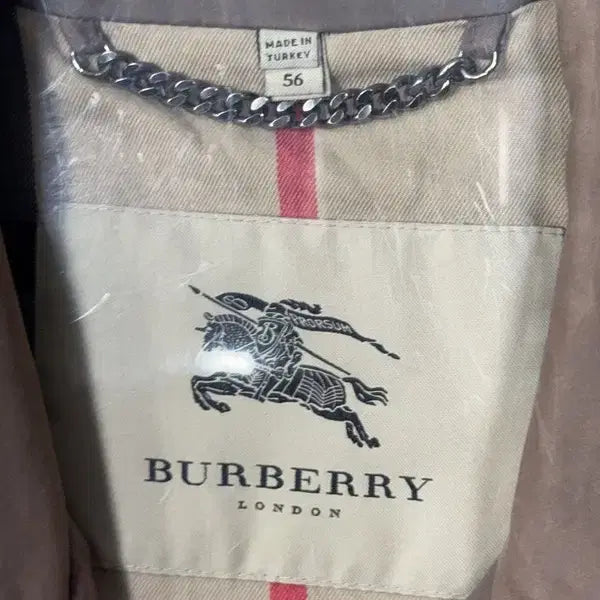 MADE IN
TURKEY
56
PRORSUM
B
BURBERRY
LONDON